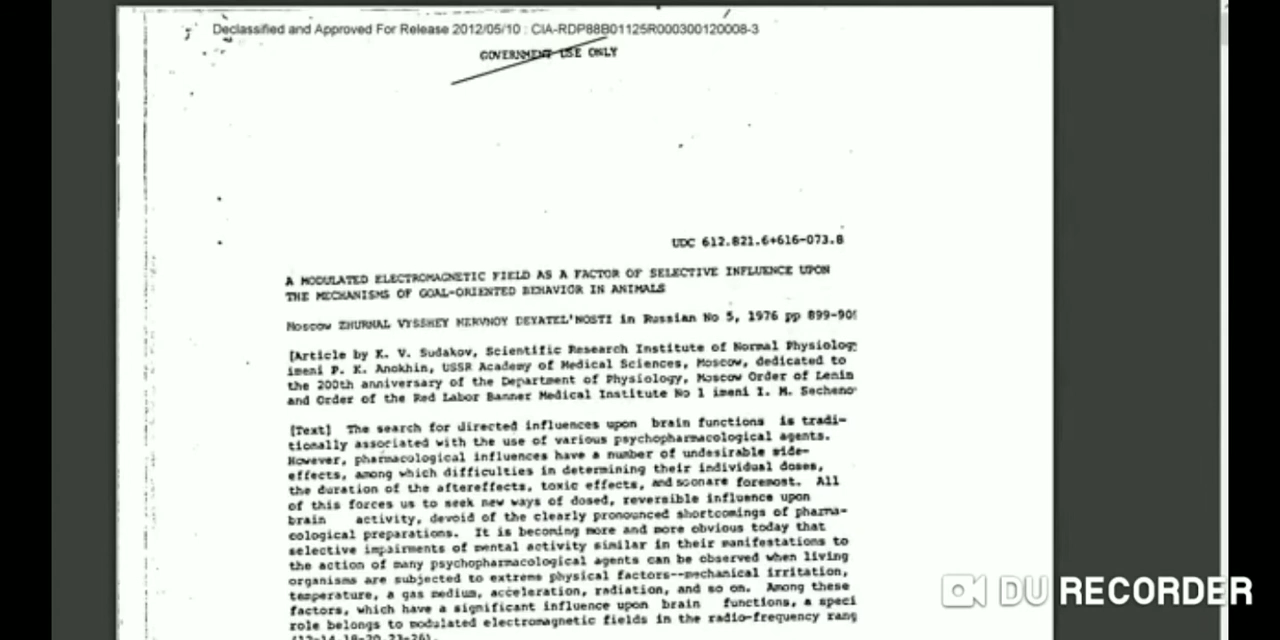 Declassified and Approved For Release 2012/05/10 : CIA-RDP88B01125R000300120008-3
GOVERNMENT USE ONLY
UDC 612.821.6+616-073.8
A MODULATED ELECTROMAGNETIC FIELD AS A FACTOR OF SELECTIVE INFLUENCE UPON
THE MECHANISMS OF GOAL-ORIENTED BEHAVIOR IN ANIMALS
Moscow ZHURNAL VYSSHEY NERVNOY DEYATEL'NOSTI in Russian No 5, 1976 pp 899-90
[Article by K. V. Sudakov, Scientific Research Institute of Normal Physiolog
imeni P. K. Anokhin, USSR Academy of Medical Sciences, Moscow, dedicated to
the 200th anniversary of the Department of Physiology, Moscow Order of Lenin
and Order of the Red Labor Banner Medical Institute No 1 imeni I. M. Secheno
[Text] The search for directed influences upon brain functions is tradi-
tionally associated with the use of various psychopharmacological agents.
However, pharmacological influences have a number of undesirable side-
effects, among which difficulties in determining their individual doses,
the duration of the aftereffects, toxic effects, and so on are foremost. All
of this forces us to seek new ways of dosed, reversible influence upon
brain activity, devoid of the clearly pronounced shortcomings of pharma-
cological preparations. It is becoming more and more obvious today that
selective impairments of mental activity similar in their manifestations to
the action of many psychopharmacological agents can be observed when living
organisms are subjected to extreme physical factors--mechanical irritation,
temperature, a gas medium, acceleration, radiation, and so on. Among these
factors, which have a significant influence upon brain functions, a speci
role belongs to modulated electromagnetic fields in the radio-frequency rang
(12-14,18-20,23-26).
DU RECORDER